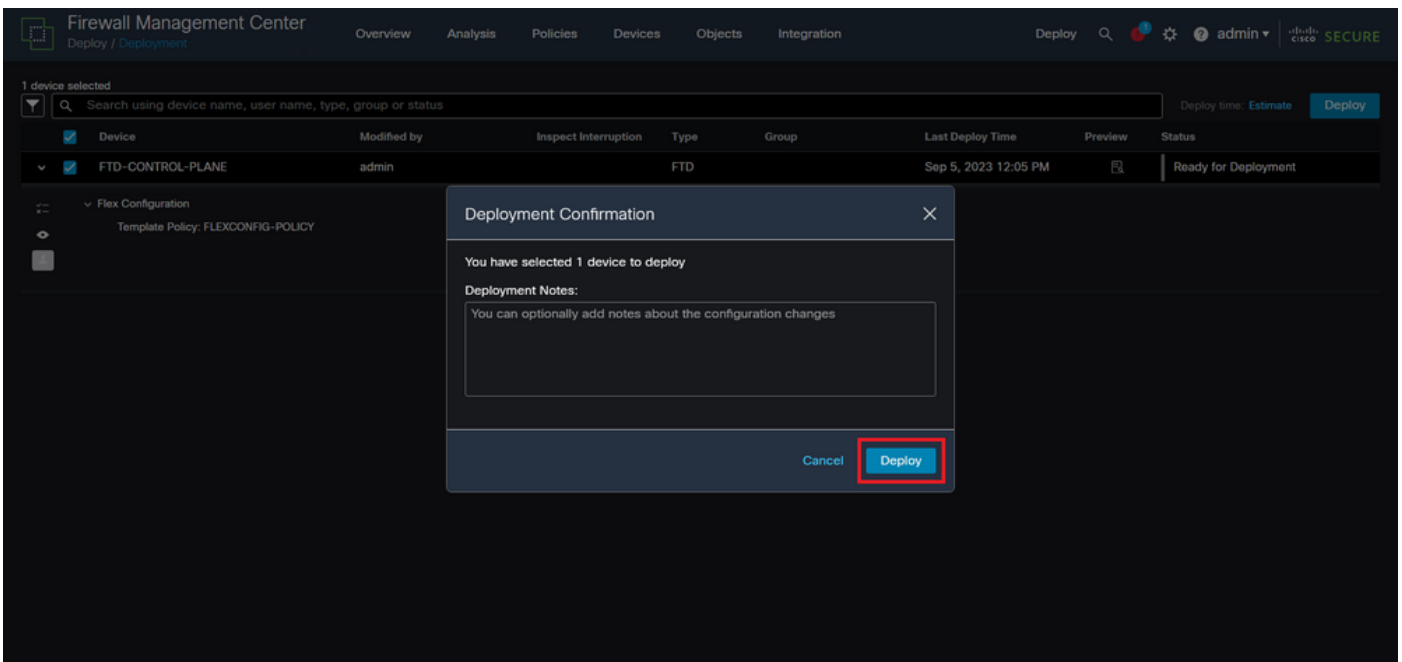 Firewall Management Center
Deploy / Deployment
Overview Analysis Policies Devices Objects Integration
Deploy admin cisco SECURE
1 device selected
Search using device name, user name, type, group or status
Deploy time: Estimate Deploy
Device Modified by Inspect Interruption Type Group Last Deploy Time Preview Status
FTD-CONTROL-PLANE admin FTD Sep 5, 2023 12:05 PM Ready for Deployment
Flex Configuration
Template Policy: FLEXCONFIG-POLICY
Deployment Confirmation
You have selected 1 device to deploy
Deployment Notes:
You can optionally add notes about the configuration changes
Cancel Deploy